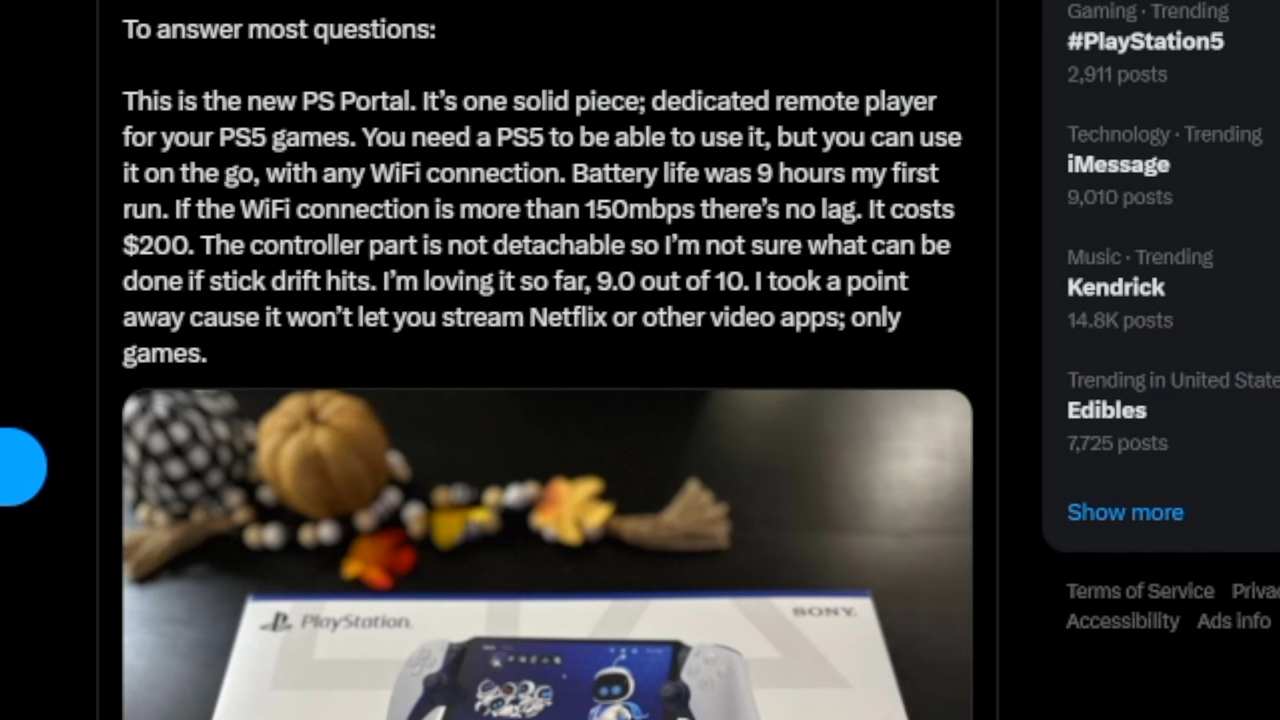 To answer most questions:
This is the new PS Portal. It's one solid piece; dedicated remote player
for your PS5 games. You need a PS5 to be able to use it, but you can use
it on the go, with any WiFi connection. Battery life was 9 hours my first
run. If the WiFi connection is more than 150mbps there's no lag. It costs
$200. The controller part is not detachable so I'm not sure what can be
done if stick drift hits. I'm loving it so far, 9.0 out of 10. I took a point
away cause it won't let you stream Netflix or other video apps; only
games.
PlayStation.
SONY.
Gaming · Trending
#PlayStation5
2,911 posts
Technology · Trending
iMessage
9,010 posts
Music · Trending
Kendrick
14.8K posts
Trending in United State
Edibles
7,725 posts
Show more
Terms of Service Priva
Accessibility Ads info